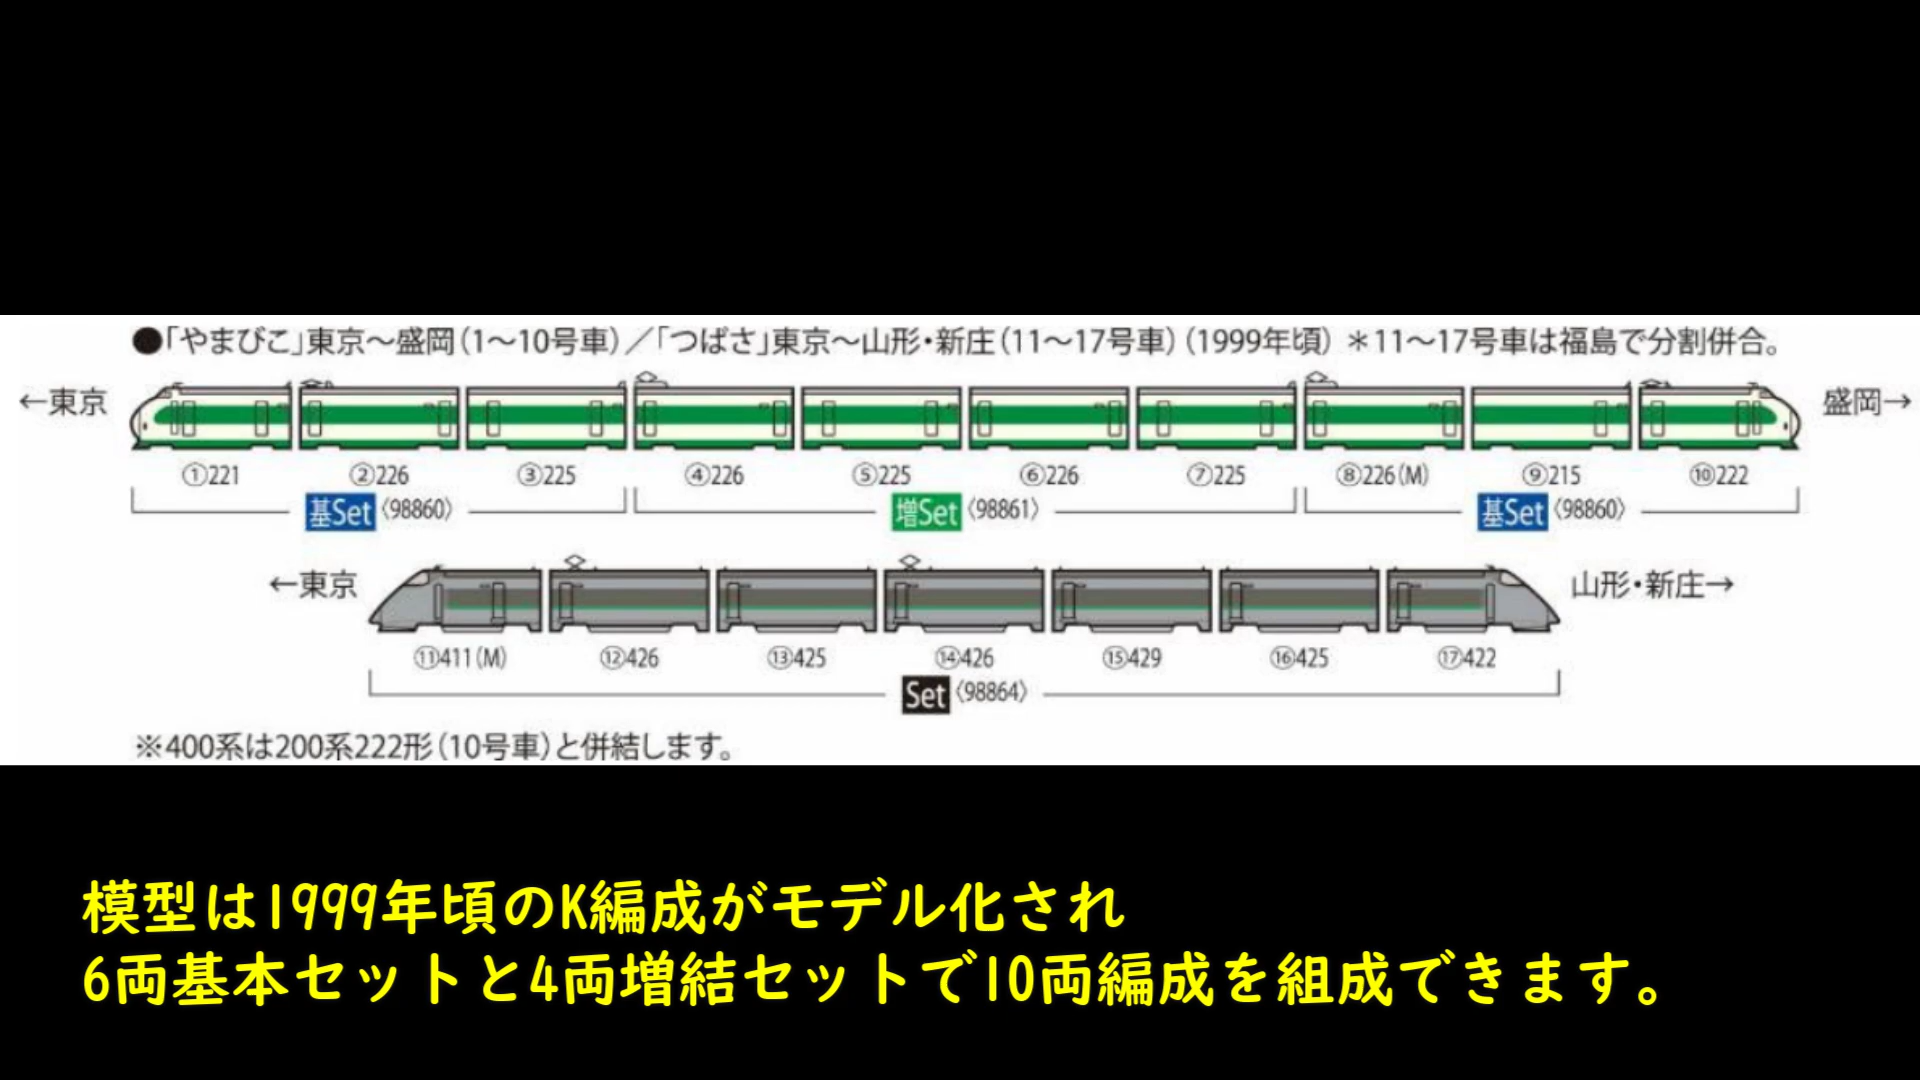 ●「やまびこ」東京～盛岡(1～10号車)／「つばさ」東京～山形・新庄(11～17号車)(1999年頃) ＊11～17号車は福島で分割併合。
←東京 盛岡→
①221 ②226 ③225 ④226 ⑤225 ⑥226 ⑦225 ⑧226(M) ⑨215 ⑩222
基Set〈98860〉 増Set〈98861〉 基Set〈98860〉
←東京 山形・新庄→
⑪411(M) ⑫426 ⑬425 ⑭426 ⑮429 ⑯425 ⑰422
Set〈98864〉
※400系は200系222形(10号車)と併結します。
模型は1999年頃のK編成がモデル化され
6両基本セットと4両増結セットで10両編成を組成できます。